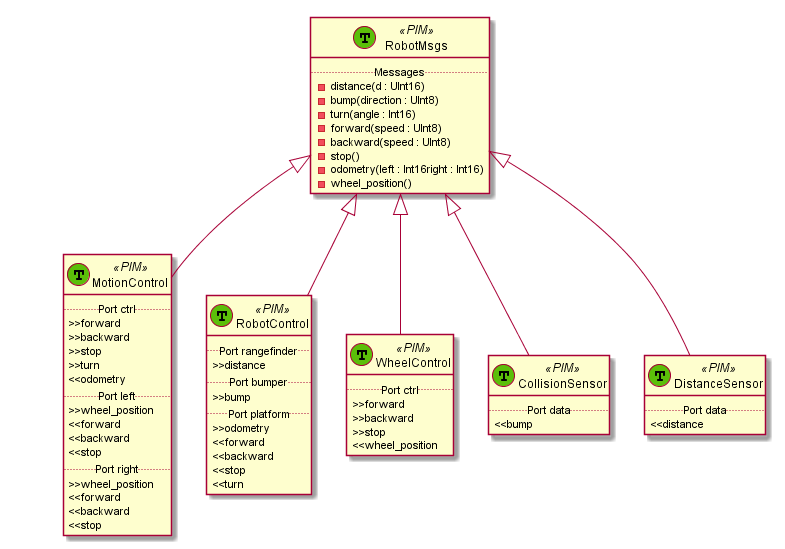 T
«PIM»
RobotMsgs
Messages
distance(d : UInt16)
bump(direction : UInt8)
turn(angle : Int16)
forward(speed : UInt8)
backward(speed : UInt8)
stop()
odometry(left : Int16right : Int16)
wheel_position()
T
«PIM»
MotionControl
Port ctrl
>>forward
>>backward
>>stop
>>turn
<<odometry
Port left
>>wheel_position
<<forward
<<backward
<<stop
Port right
>>wheel_position
<<forward
<<backward
<<stop
T
«PIM»
RobotControl
Port rangefinder
>>distance
Port bumper
>>bump
Port platform
>>odometry
<<forward
<<backward
<<stop
<<turn
T
«PIM»
WheelControl
Port ctrl
>>forward
>>backward
>>stop
<<wheel_position
T
«PIM»
CollisionSensor
Port data
<<bump
T
«PIM»
DistanceSensor
Port data
<<distance